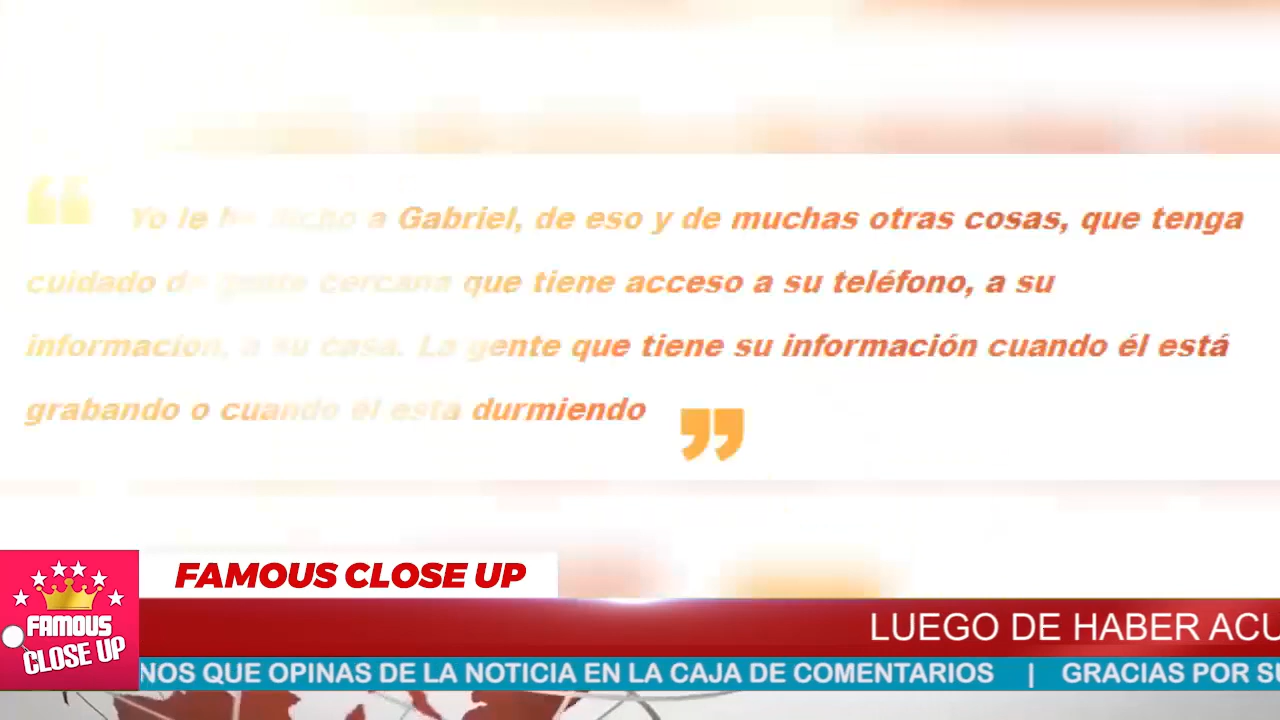 “ Yo le he dicho a Gabriel, de eso y de muchas otras cosas, que tenga
cuidado de gente cercana que tiene acceso a su teléfono, a su
información, a su casa. La gente que tiene su información cuando él está
grabando o cuando él está durmiendo ”
FAMOUS CLOSE UP
FAMOUS
CLOSE UP
LUEGO DE HABER ACU
NOS QUE OPINAS DE LA NOTICIA EN LA CAJA DE COMENTARIOS | GRACIAS POR SU